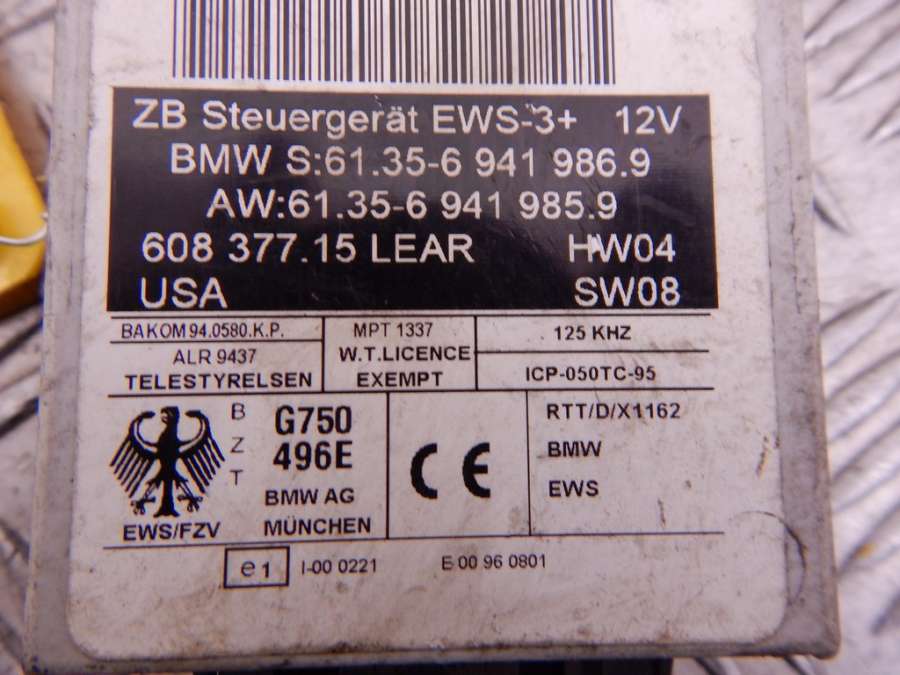 ZB Steuergerät EWS-3+ 12V
BMW S:61.35-6 941 986.9
AW:61.35-6 941 985.9
608 377.15 LEAR HW04
USA SW08
BAKOM 94.0580.K.P.
ALR 9437
TELESTYRELSEN
MPT 1337
W.T.LICENCE
EXEMPT
125 KHZ
ICP-050TC-95
BZT
G750
496E
BMW AG
MÜNCHEN
EWS/FZV
CE
RTT/D/X1162
BMW
EWS
e1 I-00 0221 E 00 96 0801